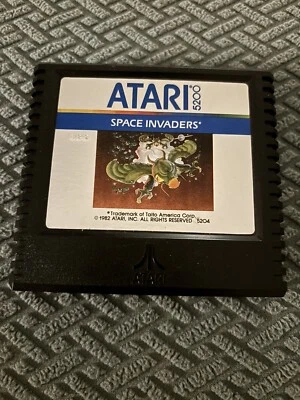 ATARI 5200
SPACE INVADERS*
*Trademark of Taito America Corp.
© 1982 ATARI, INC. ALL RIGHTS RESERVED 5204